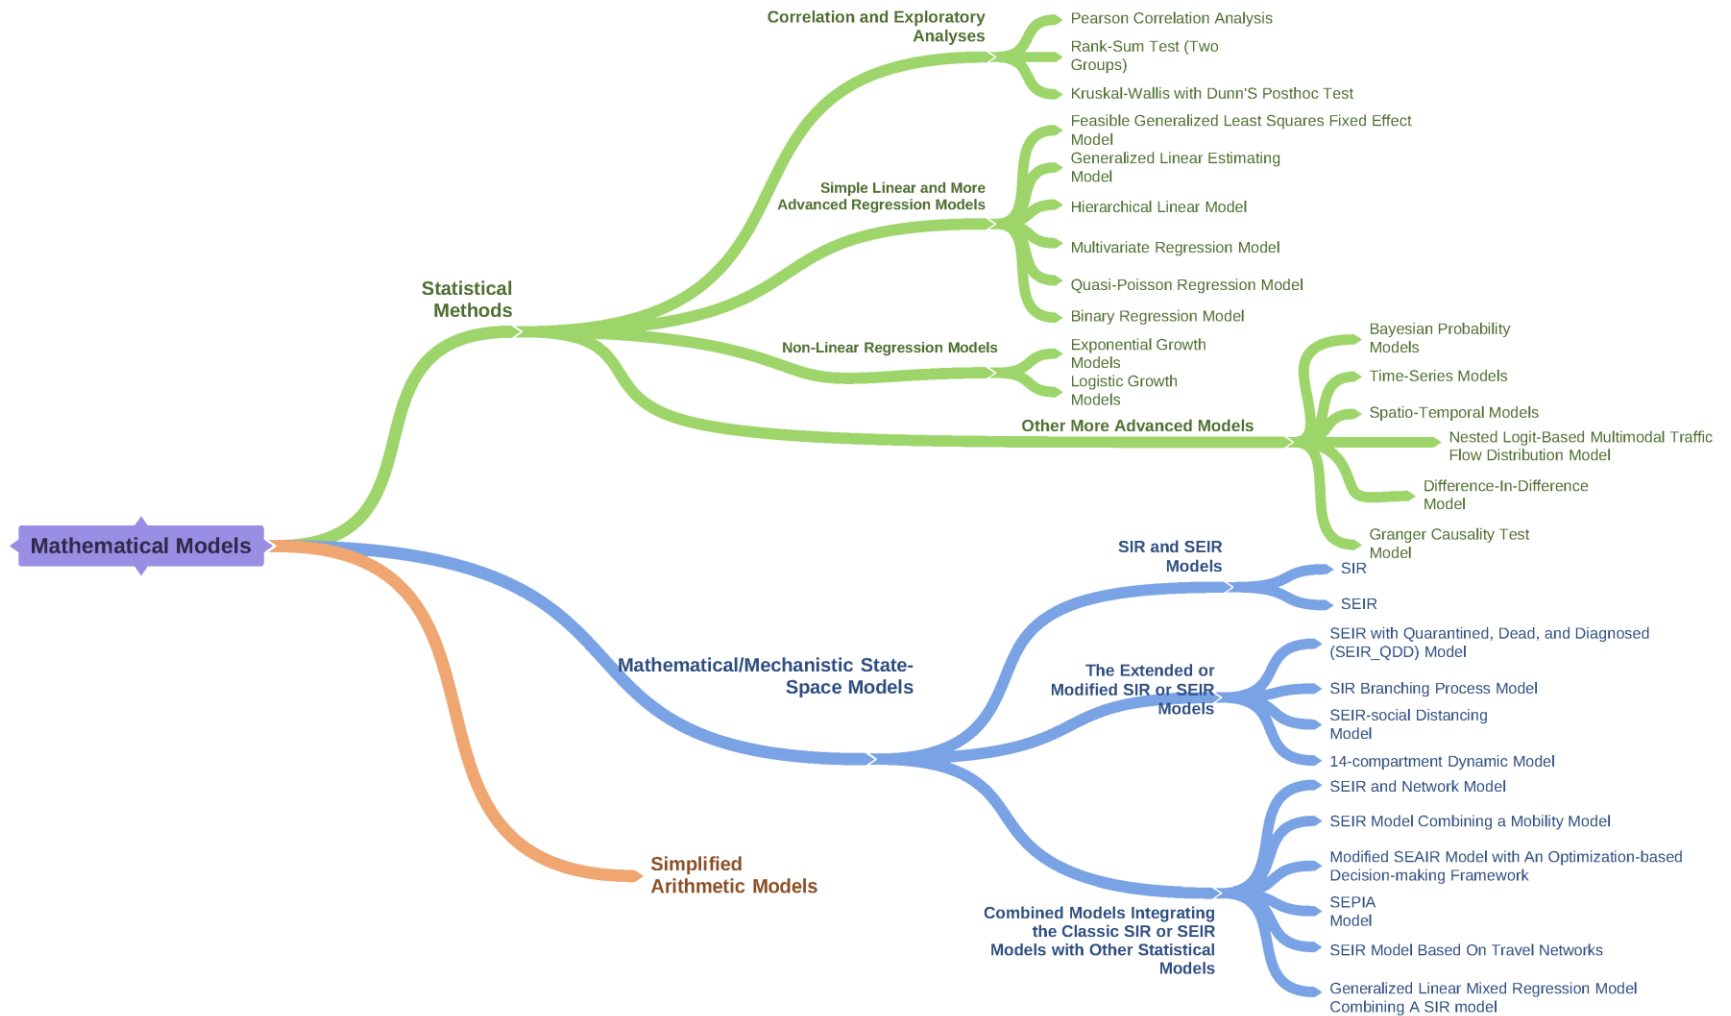 Correlation and Exploratory
Analyses
Pearson Correlation Analysis
Rank-Sum Test (Two
Groups)
Kruskal-Wallis with Dunn'S Posthoc Test
Simple Linear and More
Advanced Regression Models
Feasible Generalized Least Squares Fixed Effect
Model
Generalized Linear Estimating
Model
Hierarchical Linear Model
Multivariate Regression Model
Quasi-Poisson Regression Model
Binary Regression Model
Statistical
Methods
Non-Linear Regression Models
Exponential Growth
Models
Logistic Growth
Models
Other More Advanced Models
Bayesian Probability
Models
Time-Series Models
Spatio-Temporal Models
Nested Logit-Based Multimodal Traffic
Flow Distribution Model
Difference-In-Difference
Model
Granger Causality Test
Model
Mathematical Models
SIR and SEIR
Models
SIR
SEIR
Mathematical/Mechanistic State-
Space Models
The Extended or
Modified SIR or SEIR
Models
SEIR with Quarantined, Dead, and Diagnosed
(SEIR_QDD) Model
SIR Branching Process Model
SEIR-social Distancing
Model
14-compartment Dynamic Model
Simplified
Arithmetic Models
Combined Models Integrating
the Classic SIR or SEIR
Models with Other Statistical
Models
SEIR and Network Model
SEIR Model Combining a Mobility Model
Modified SEAIR Model with An Optimization-based
Decision-making Framework
SEPIA
Model
SEIR Model Based On Travel Networks
Generalized Linear Mixed Regression Model
Combining A SIR model